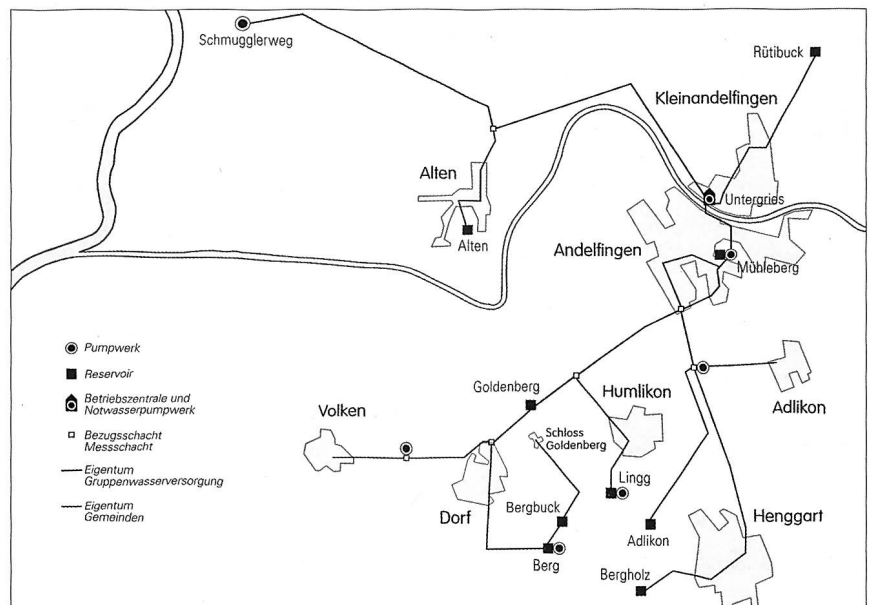 Schmugglerweg
Rütibuck
Kleinandelfingen
Alten
Untergries
Alten
Andelfingen
Mühleberg
Pumpwerk
Reservoir
Betriebszentrale und
Notwasserpumpwerk
Bezugsschacht
Messschacht
Eigentum
Gruppenwasserversorgung
Eigentum
Gemeinden
Goldenberg
Humlikon
Adlikon
Volken
Schloss
Goldenberg
Lingg
Dorf
Bergbuck
Henggart
Adlikon
Berg
Bergholz